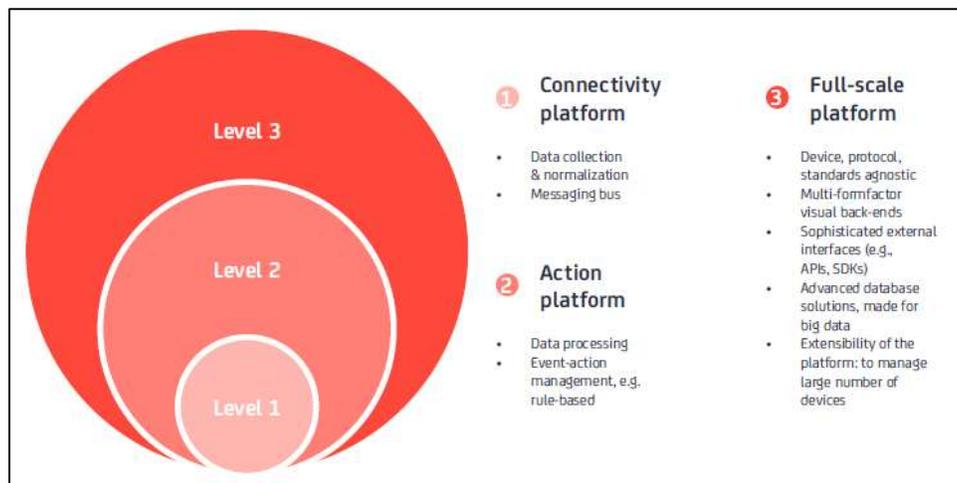 Level 3
Level 2
Level 1
1
Connectivity
platform
• Data collection
& normalization
• Messaging bus
2
Action
platform
• Data processing
• Event-action
management, e.g.
rule-based
3
Full-scale
platform
• Device, protocol,
standards agnostic
• Multi-formfactor
visual back-ends
• Sophisticated external
interfaces (e.g.,
APIs, SDKs)
• Advanced database
solutions, made for
big data
• Extensibility of the
platform: to manage
large number of
devices